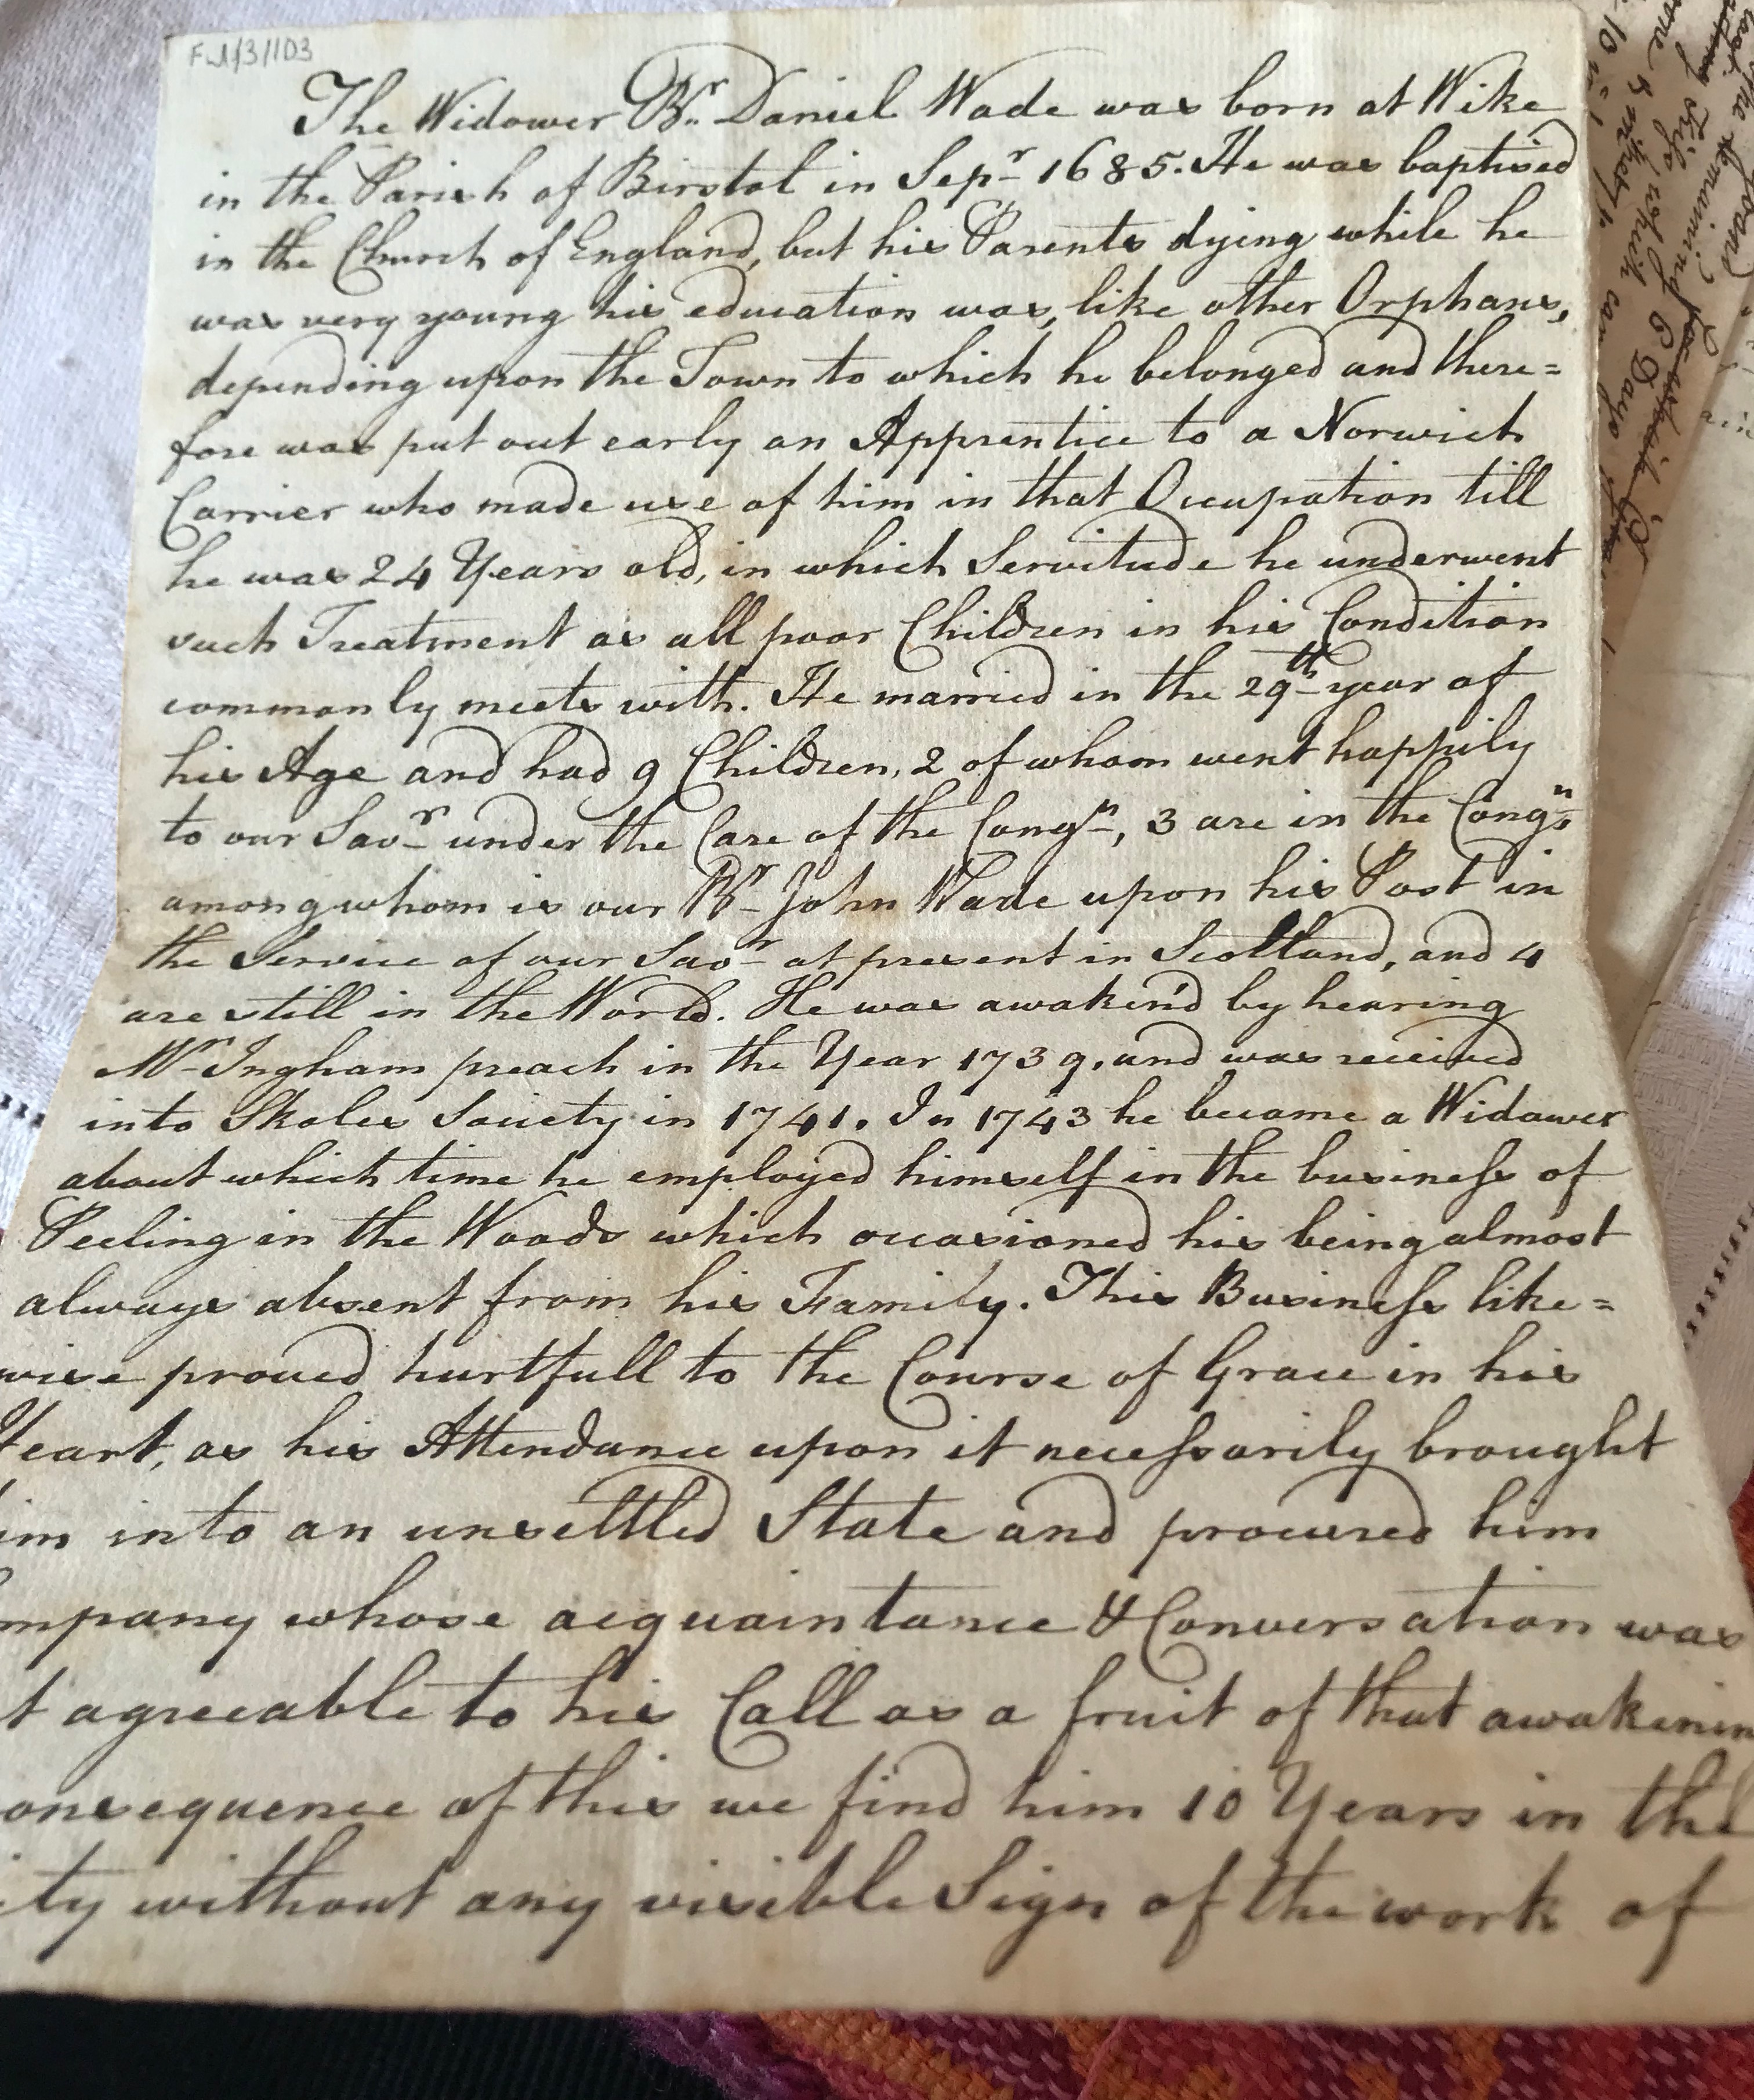 FU/3/103
The Widower Br. Daniel Wade was born at Wike
in the Parish of Birstol in Sepr 1685. He was baptised
in the Church of England, but his Parents dying while he
was very young his education was, like other Orphans,
depending upon the Town to which he belonged and there=
fore was put out early an Apprentice to a Norwich
Carrier who made use of him in that Occupation till
he was 24 Years old, in which Servitude he underwent
such Treatment as all poor Children in his Condition
commonly meets with. He married in the 29th year of
his Age and had 9 Children, 2 of whom went happily
to our Savr under the Care of the Congn, 3 are in the Congn
among whom is our Br John Wade upon his Post in
the Service of our Savr at present in Scotland, and 4
are still in the World. He was awaken'd by hearing
Mr Ingham preach in the Year 1739, and was received
into Skoles Society in 1741. In 1743 he became a Widower
about which time he employed himself in the business of
Peeling in the Woods which occasioned his being almost
always absent from his Family. This Business like=
wise proved hurtfull to the Course of Grace in his
Heart, as his Attendance upon it necessarily brought
im into an unsettled State and procured him
mpany whose acquaintance & Conversation was
t agreeable to his Call as a fruit of that awakenin
onsequence of this we find him 10 Years in the
ity without any visible Sign of the work of